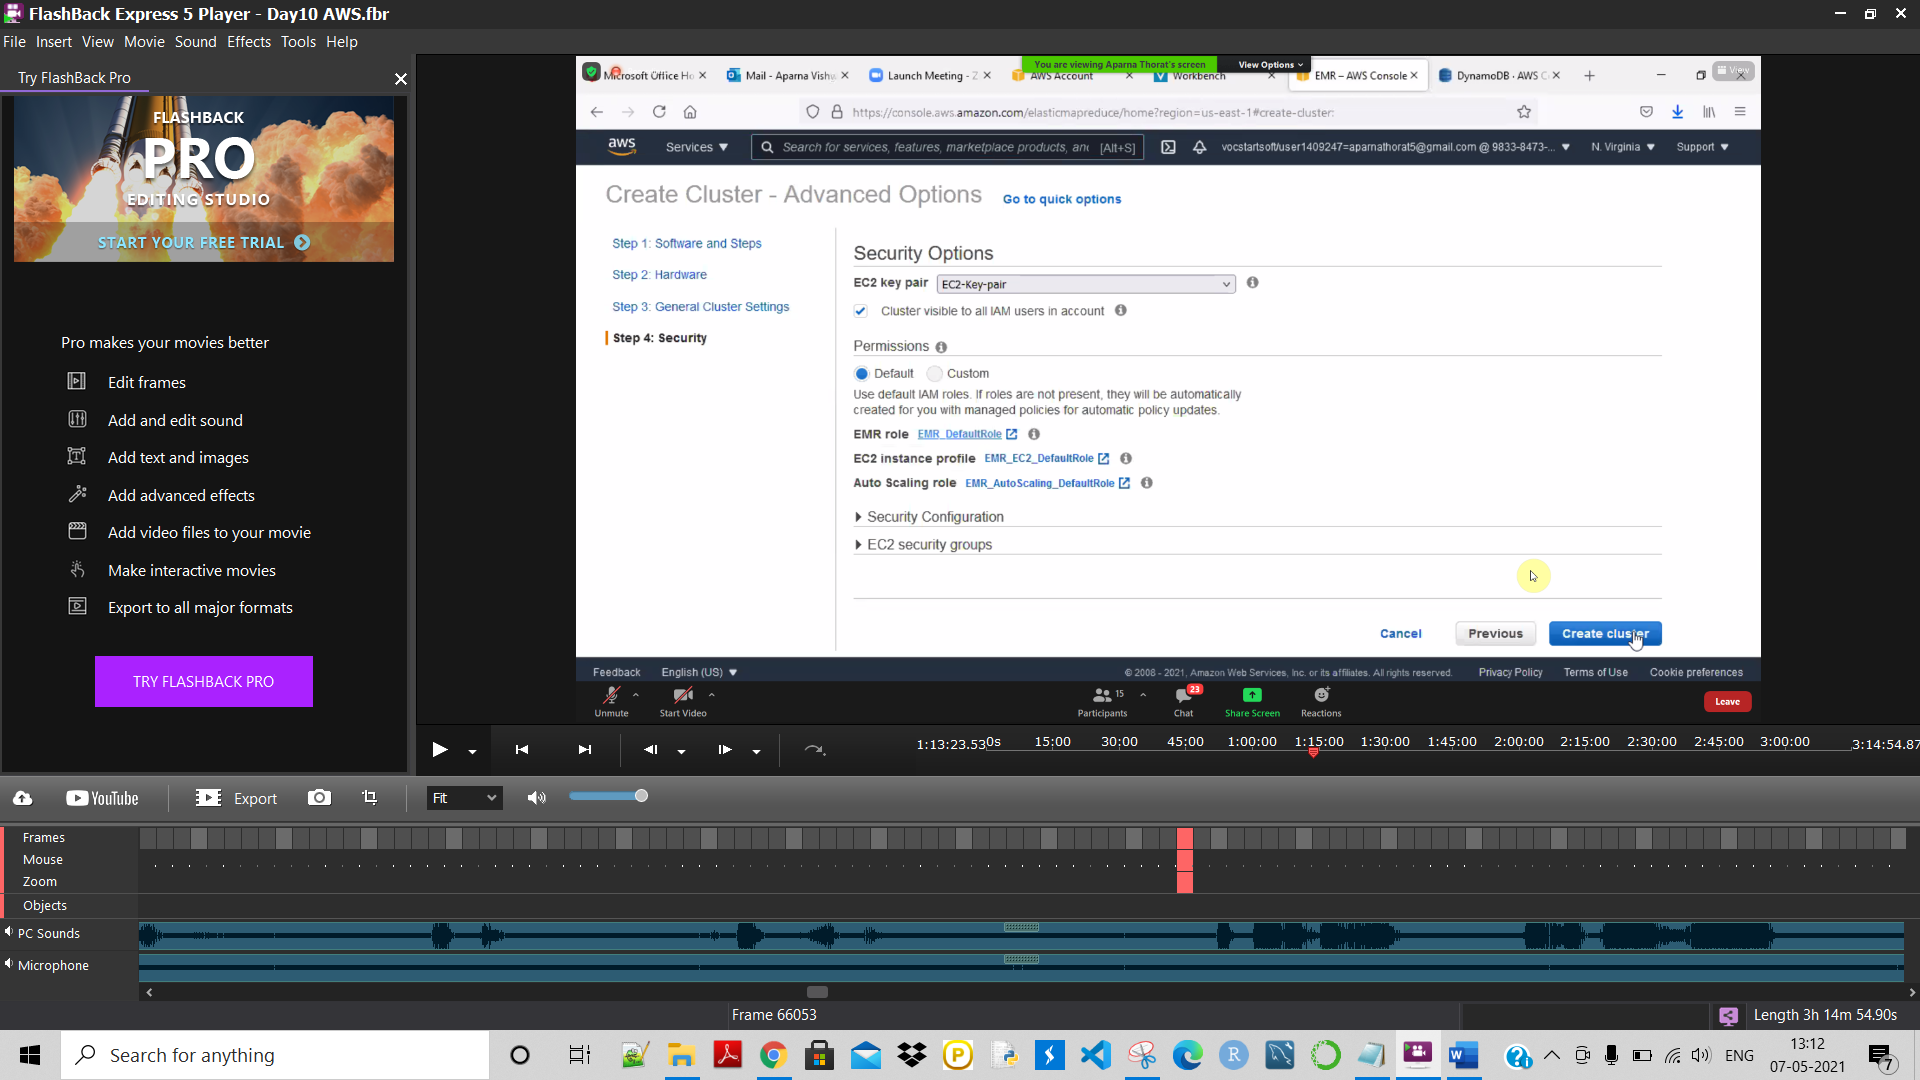 FlashBack Express 5 Player - Day10 AWS.fbr
File Insert View Movie Sound Effects Tools Help
Try FlashBack Pro
FLASHBACK
PRO
EDITING STUDIO
START YOUR FREE TRIAL
Pro makes your movies better
Edit frames
Add and edit sound
Add text and images
Add advanced effects
Add video files to your movie
Make interactive movies
Export to all major formats
TRY FLASHBACK PRO
You are viewing Aparna Thorat's screen View Options
Microsoft Office Ho Mail - Aparna Vishw Launch Meeting - Z AWS Account Workbench EMR – AWS Console DynamoDB · AWS C View
https://console.aws.amazon.com/elasticmapreduce/home?region=us-east-1#create-cluster:
aws Services Search for services, features, marketplace products, and [Alt+S] vocstartsoft/user1409247=aparnathorat5@gmail.com @ 9833-8473-... N. Virginia Support
Create Cluster - Advanced Options Go to quick options
Step 1: Software and Steps
Step 2: Hardware
Step 3: General Cluster Settings
Step 4: Security
Security Options
EC2 key pair EC2-Key-pair
Cluster visible to all IAM users in account
Permissions
Default Custom
Use default IAM roles. If roles are not present, they will be automatically
created for you with managed policies for automatic policy updates.
EMR role EMR_DefaultRole
EC2 instance profile EMR_EC2_DefaultRole
Auto Scaling role EMR_AutoScaling_DefaultRole
Security Configuration
EC2 security groups
Cancel Previous Create cluster
Feedback English (US) © 2008 - 2021, Amazon Web Services, Inc. or its affiliates. All rights reserved. Privacy Policy Terms of Use Cookie preferences
Unmute Start Video Participants 15 Chat 23 Share Screen Reactions Leave
1:13:23.53 0s 15:00 30:00 45:00 1:00:00 1:15:00 1:30:00 1:45:00 2:00:00 2:15:00 2:30:00 2:45:00 3:00:00 3:14:54.87
YouTube Export Fit
Frames
Mouse
Zoom
Objects
PC Sounds
Microphone
Frame 66053 Length 3h 14m 54.90s
Search for anything
ENG
13:12
07-05-2021
7